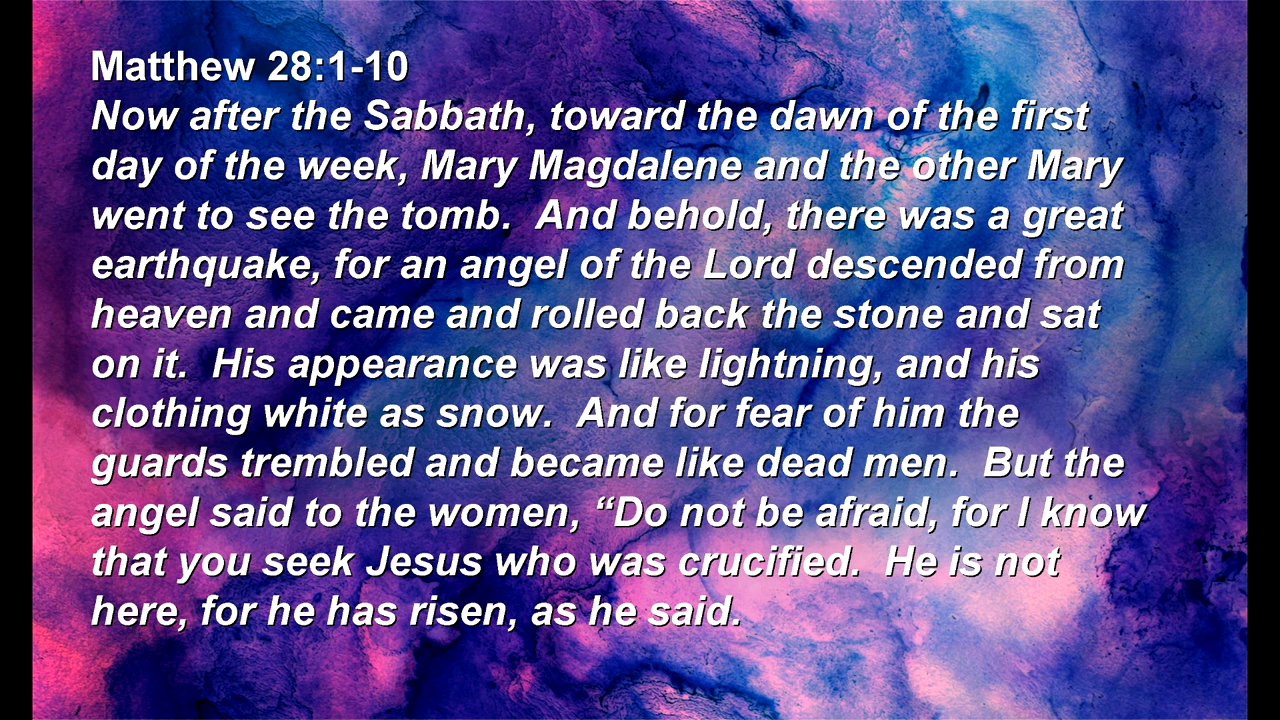 Matthew 28:1-10
Now after the Sabbath, toward the dawn of the first
day of the week, Mary Magdalene and the other Mary
went to see the tomb.  And behold, there was a great
earthquake, for an angel of the Lord descended from
heaven and came and rolled back the stone and sat
on it.  His appearance was like lightning, and his
clothing white as snow.  And for fear of him the
guards trembled and became like dead men.  But the
angel said to the women, “Do not be afraid, for I know
that you seek Jesus who was crucified.  He is not
here, for he has risen, as he said.